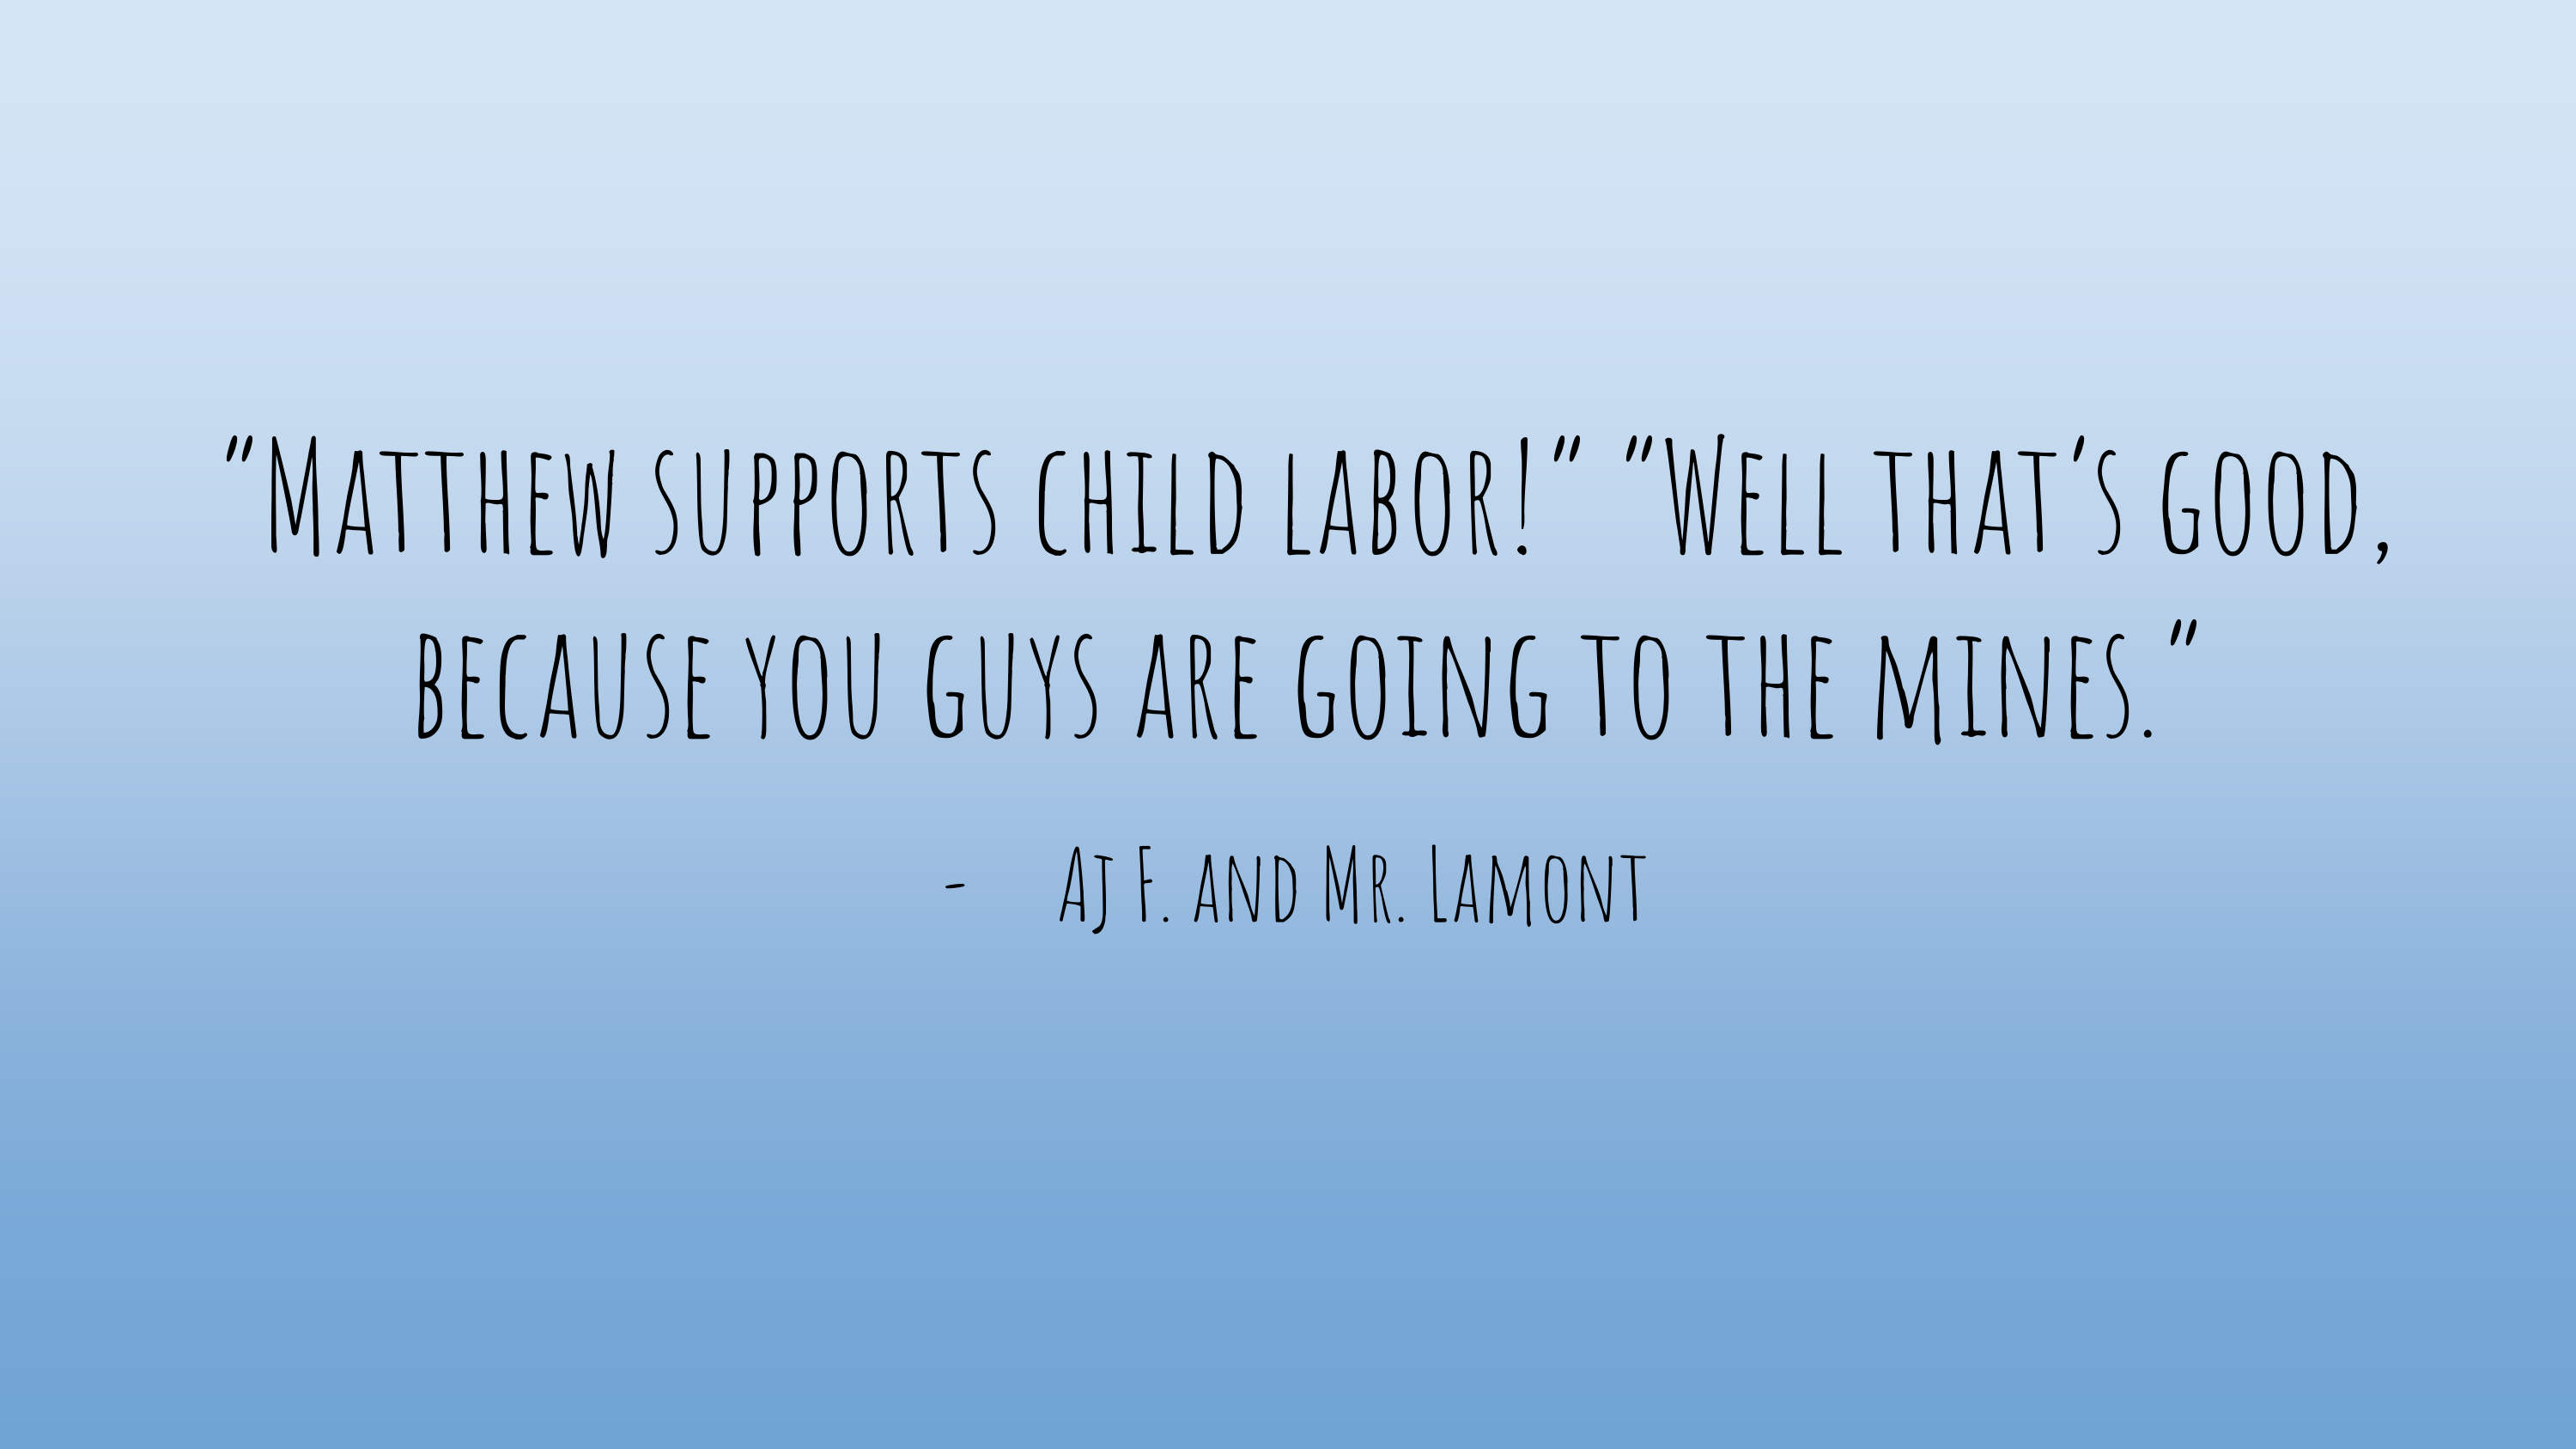 “Matthew supports child labor!” “Well that’s good,
because you guys are going to the mines.”
- Aj F. and Mr. Lamont